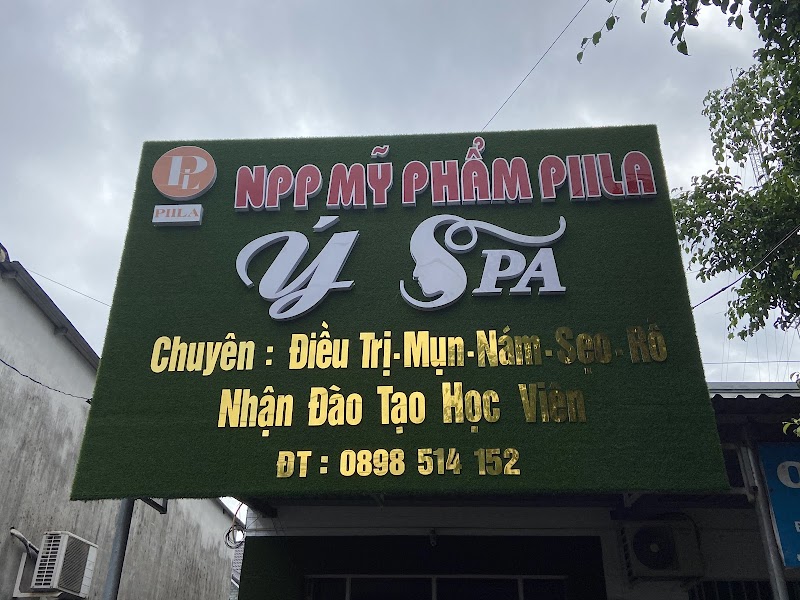 PL
PIILA
NPP MỸ PHẨM PIILA
Ý SPA
Chuyên : Điều Trị-Mụn-Nám-Sẹo-Rỗ
Nhận Đào Tạo Học Viên
ĐT : 0898 514 152